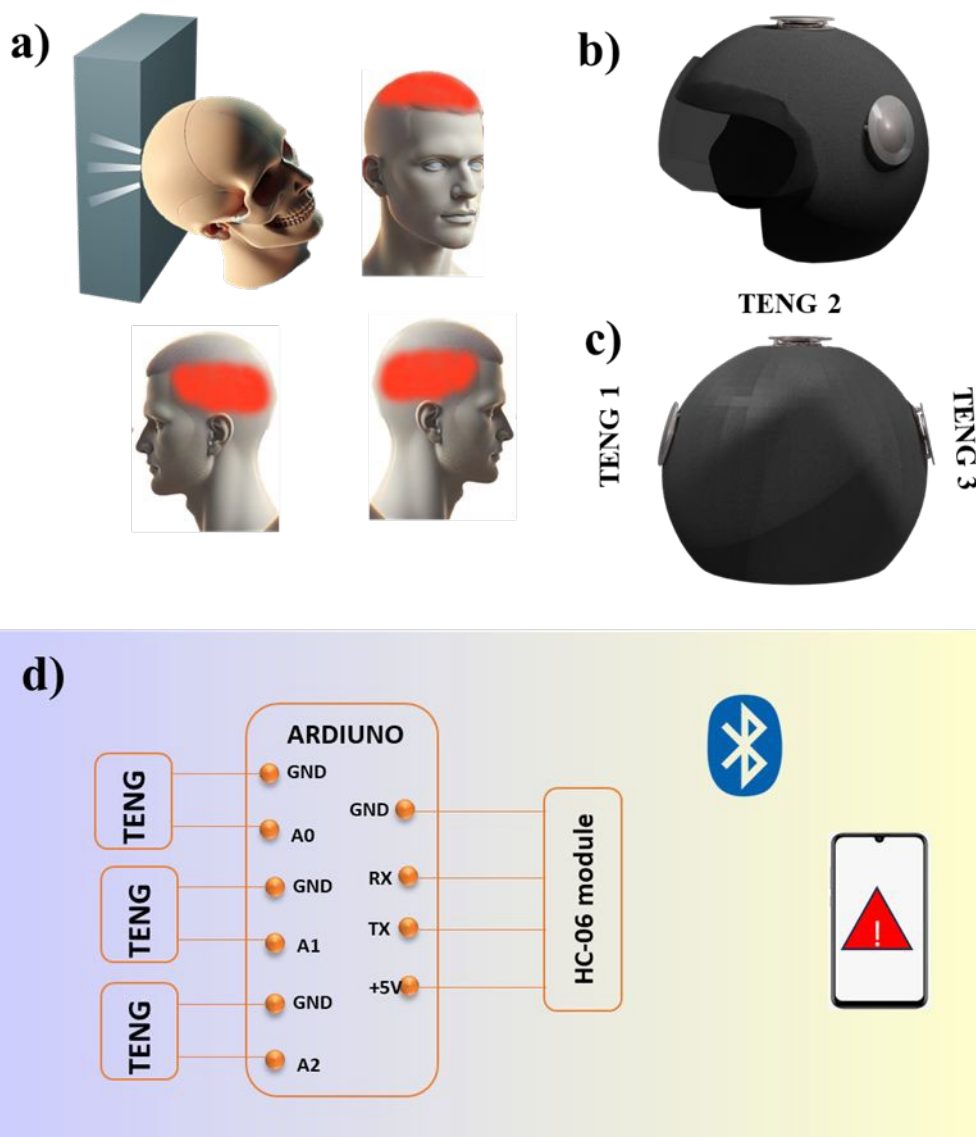 a)
b)
TENG 2
c)
TENG 1
TENG 3
d)
ARDIUNO
TENG
GND
A0
TENG
GND
A1
TENG
GND
A2
GND
RX
TX
+5V
HC-06 module
!